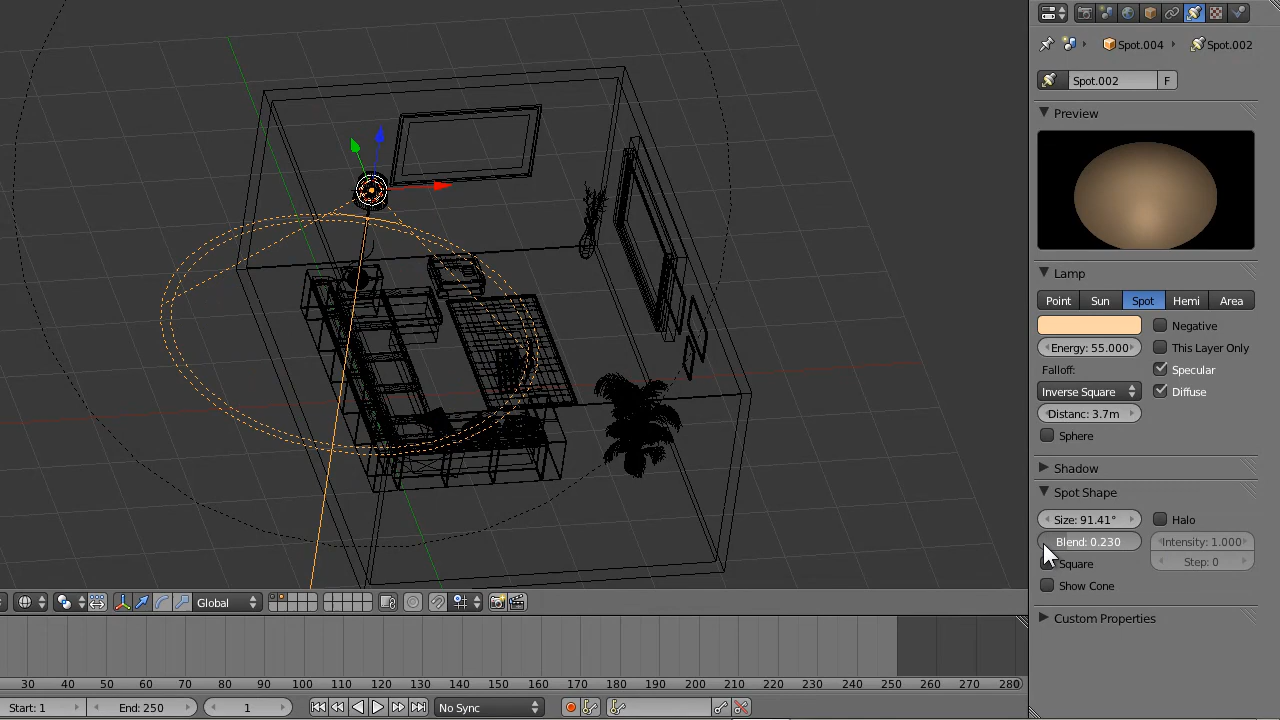 Spot.004 Spot.002
Spot.002 F
Preview
Lamp
Point Sun Spot Hemi Area
Negative
Energy: 55.000 This Layer Only
Falloff: Specular
Inverse Square Diffuse
Distanc: 3.7m
Sphere
Shadow
Spot Shape
Size: 91.41° Halo
Blend: 0.230 Intensity: 1.000
Square Step: 0
Show Cone
Custom Properties
Global
30 40 50 60 70 80 90 100 110 120 130 140 150 160 170 180 190 200 210 220 230 240 250 260 270 280
Start: 1 End: 250 1 No Sync